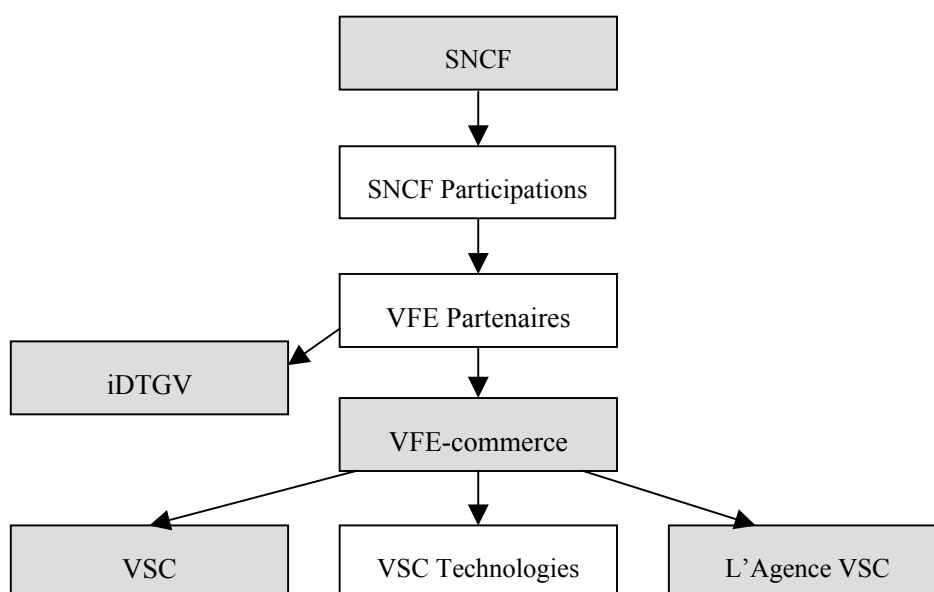 SNCF
SNCF Participations
VFE Partenaires
iDTGV
VFE-commerce
VSC
VSC Technologies
L’Agence VSC